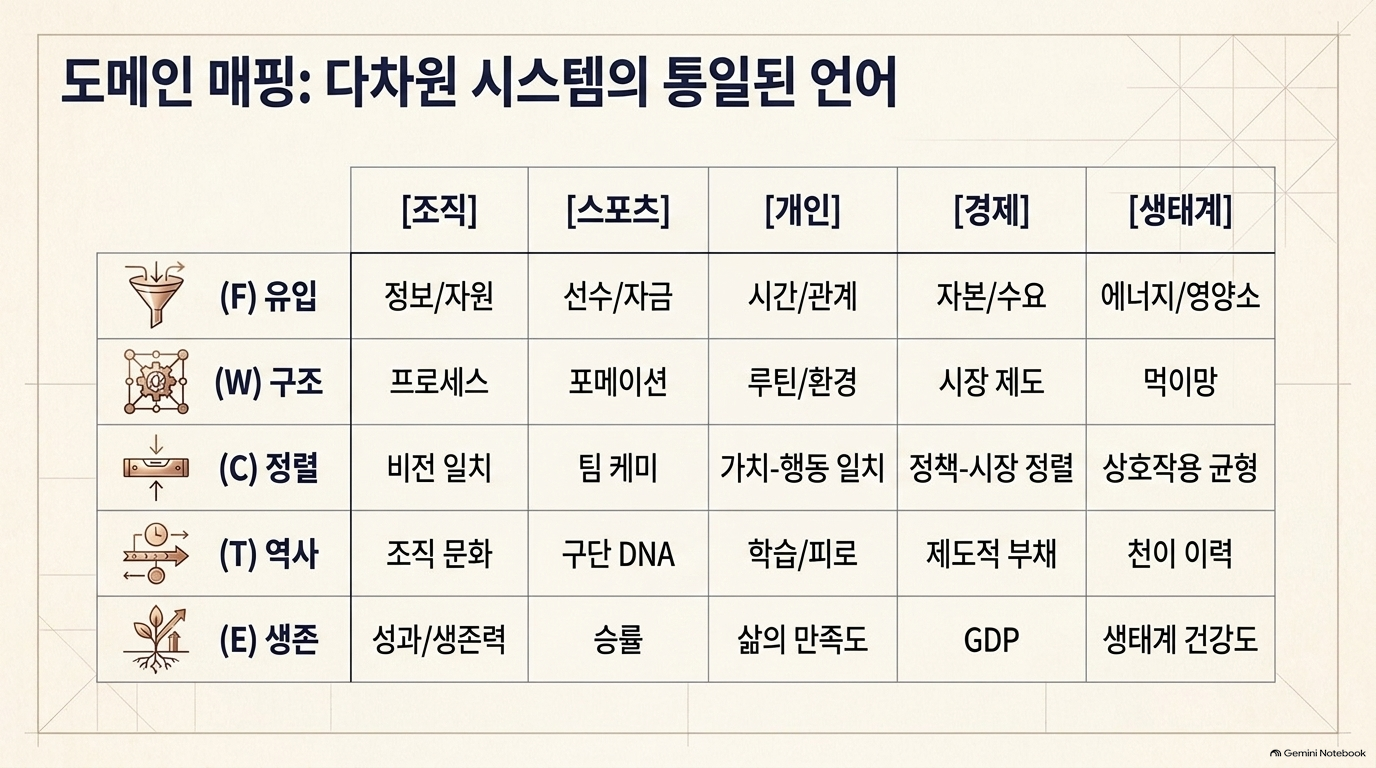 도메인 매핑: 다차원 시스템의 통일된 언어
[조직] [스포츠] [개인] [경제] [생태계]
(F) 유입 정보/자원 선수/자금 시간/관계 자본/수요 에너지/영양소
(W) 구조 프로세스 포메이션 루틴/환경 시장 제도 먹이망
(C) 정렬 비전 일치 팀 케미 가치-행동 일치 정책-시장 정렬 상호작용 균형
(T) 역사 조직 문화 구단 DNA 학습/피로 제도적 부채 천이 이력
(E) 생존 성과/생존력 승률 삶의 만족도 GDP 생태계 건강도
Gemini Notebook